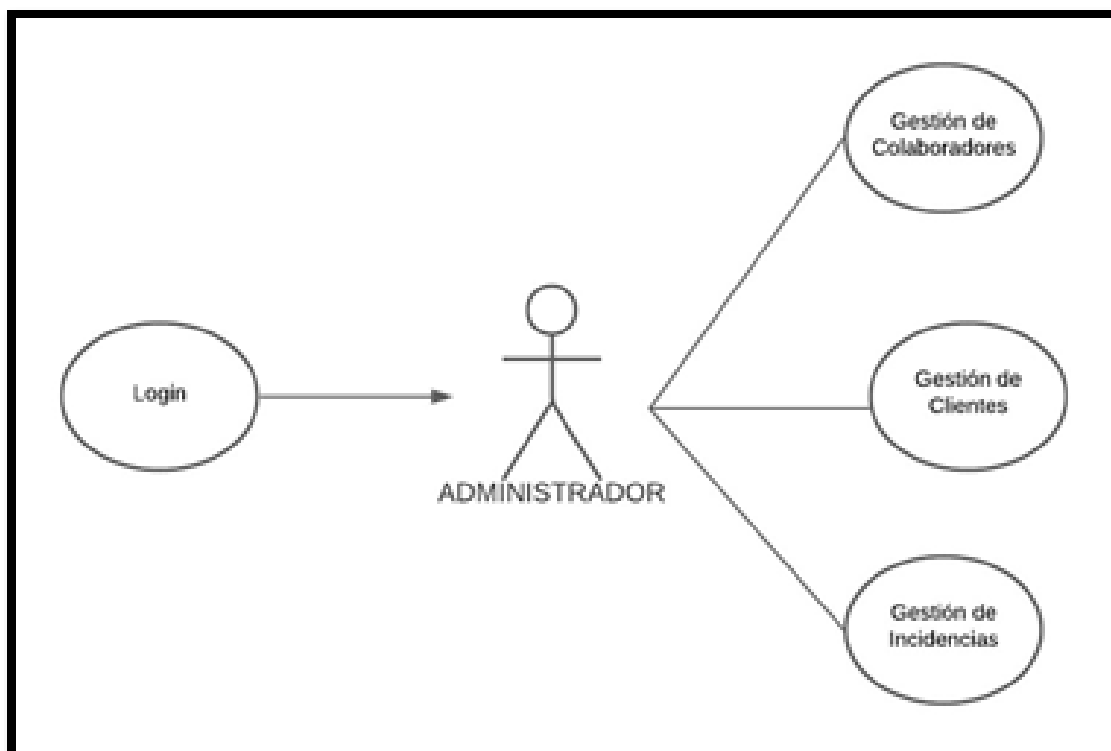 Gestión de
Colaboradores
Login
Gestión de
Clientes
ADMINISTRADOR
Gestión de
Incidencias